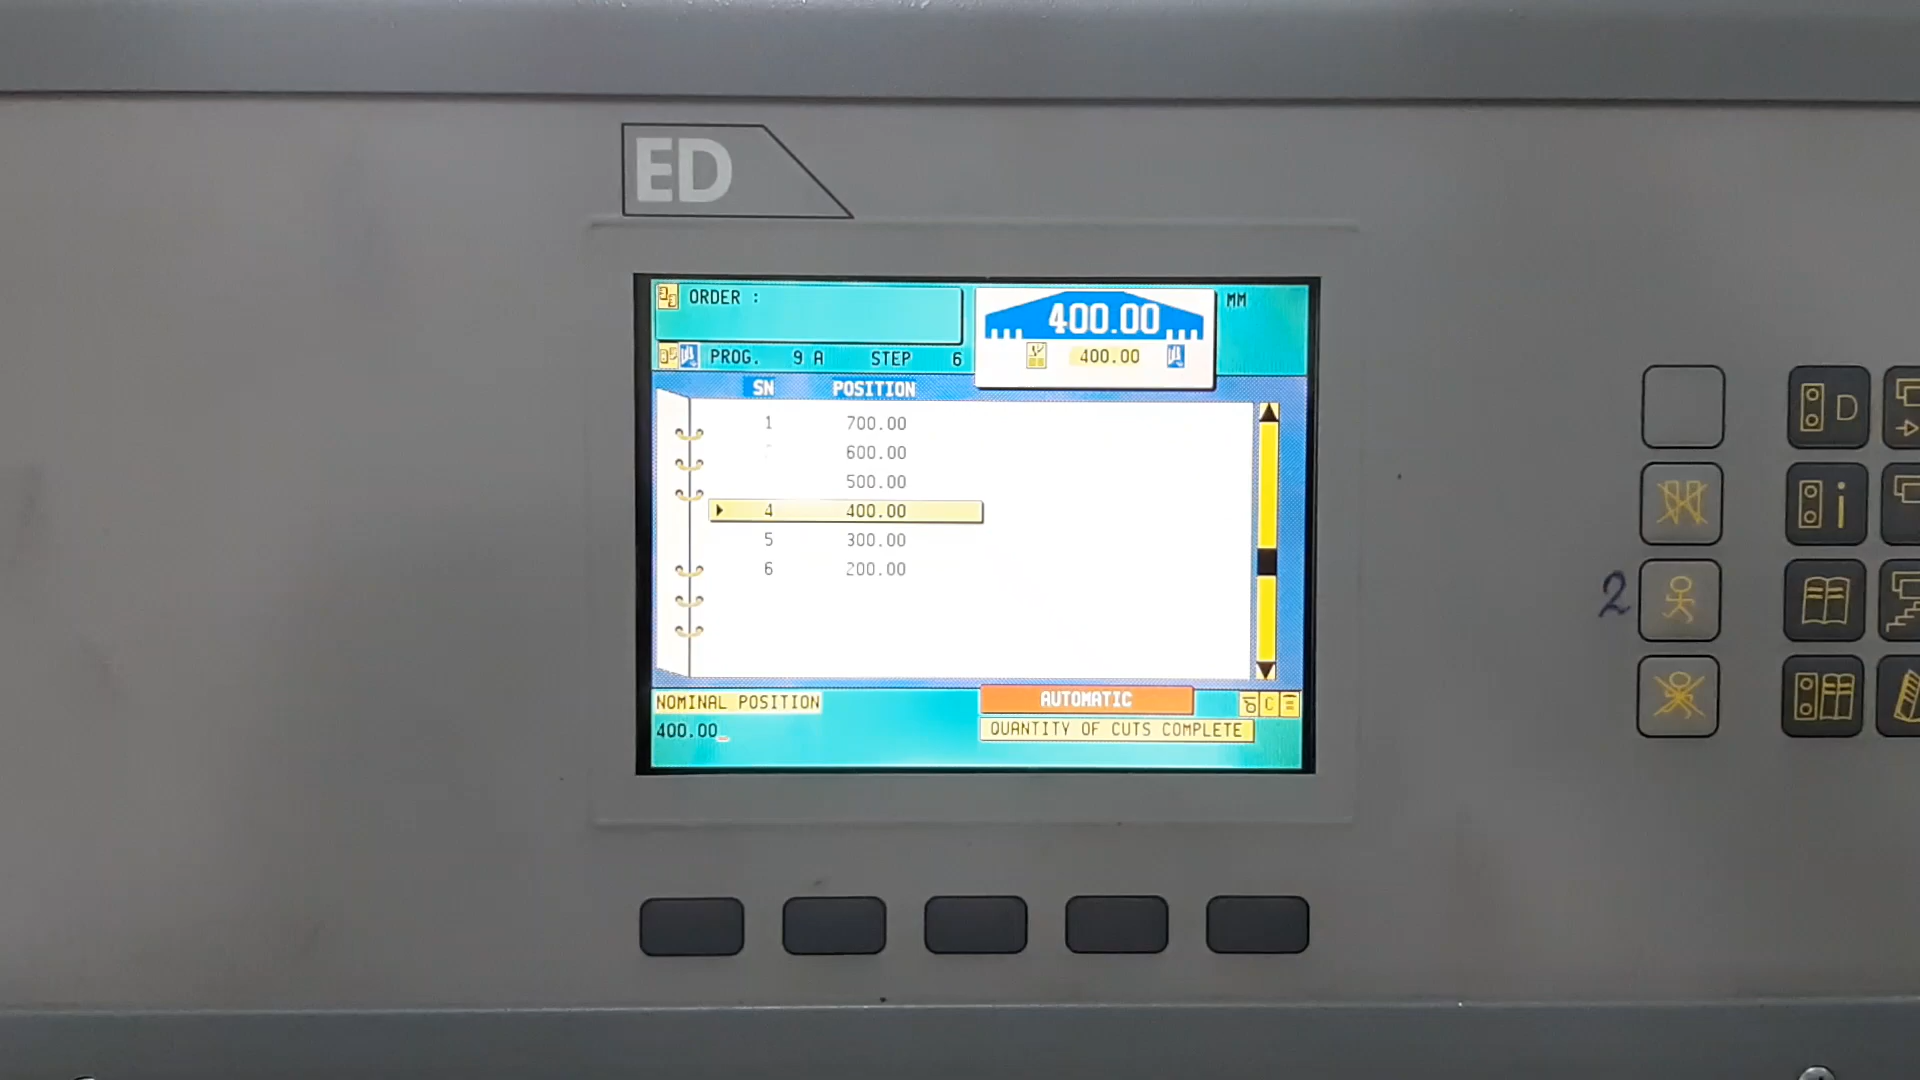 ED
ORDER :
400.00
MM
PROG. 9 A STEP 6
400.00
SN POSITION
1 700.00
600.00
500.00
4 400.00
5 300.00
6 200.00
NOMINAL POSITION
AUTOMATIC
C
400.00_
QUANTITY OF CUTS COMPLETE
D
i
2